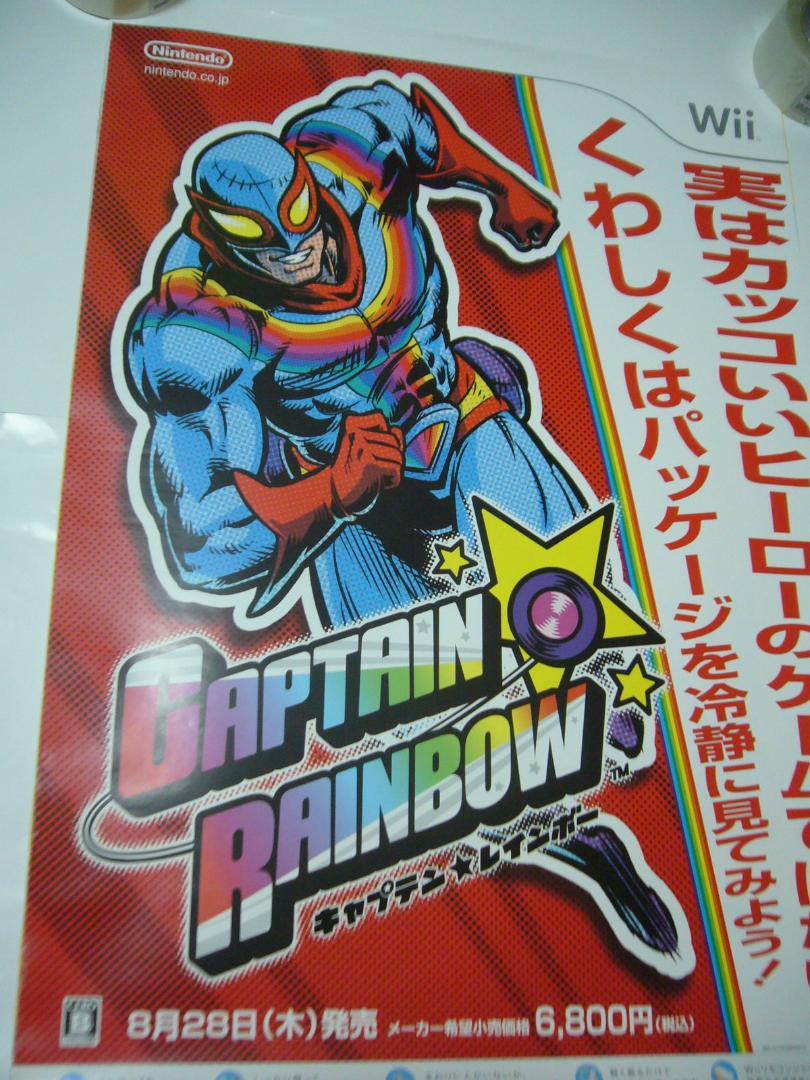 Nintendo
nintendo.co.jp
Wii
実はカッコいいヒーローのゲームでは
くわしくはパッケージを冷静に見てみよう!
CAPTAIN
RAINBOW
TM
キャプテン★レインボー
B
8月28日(木)発売 メーカー希望小売価格 6,800円(税込)